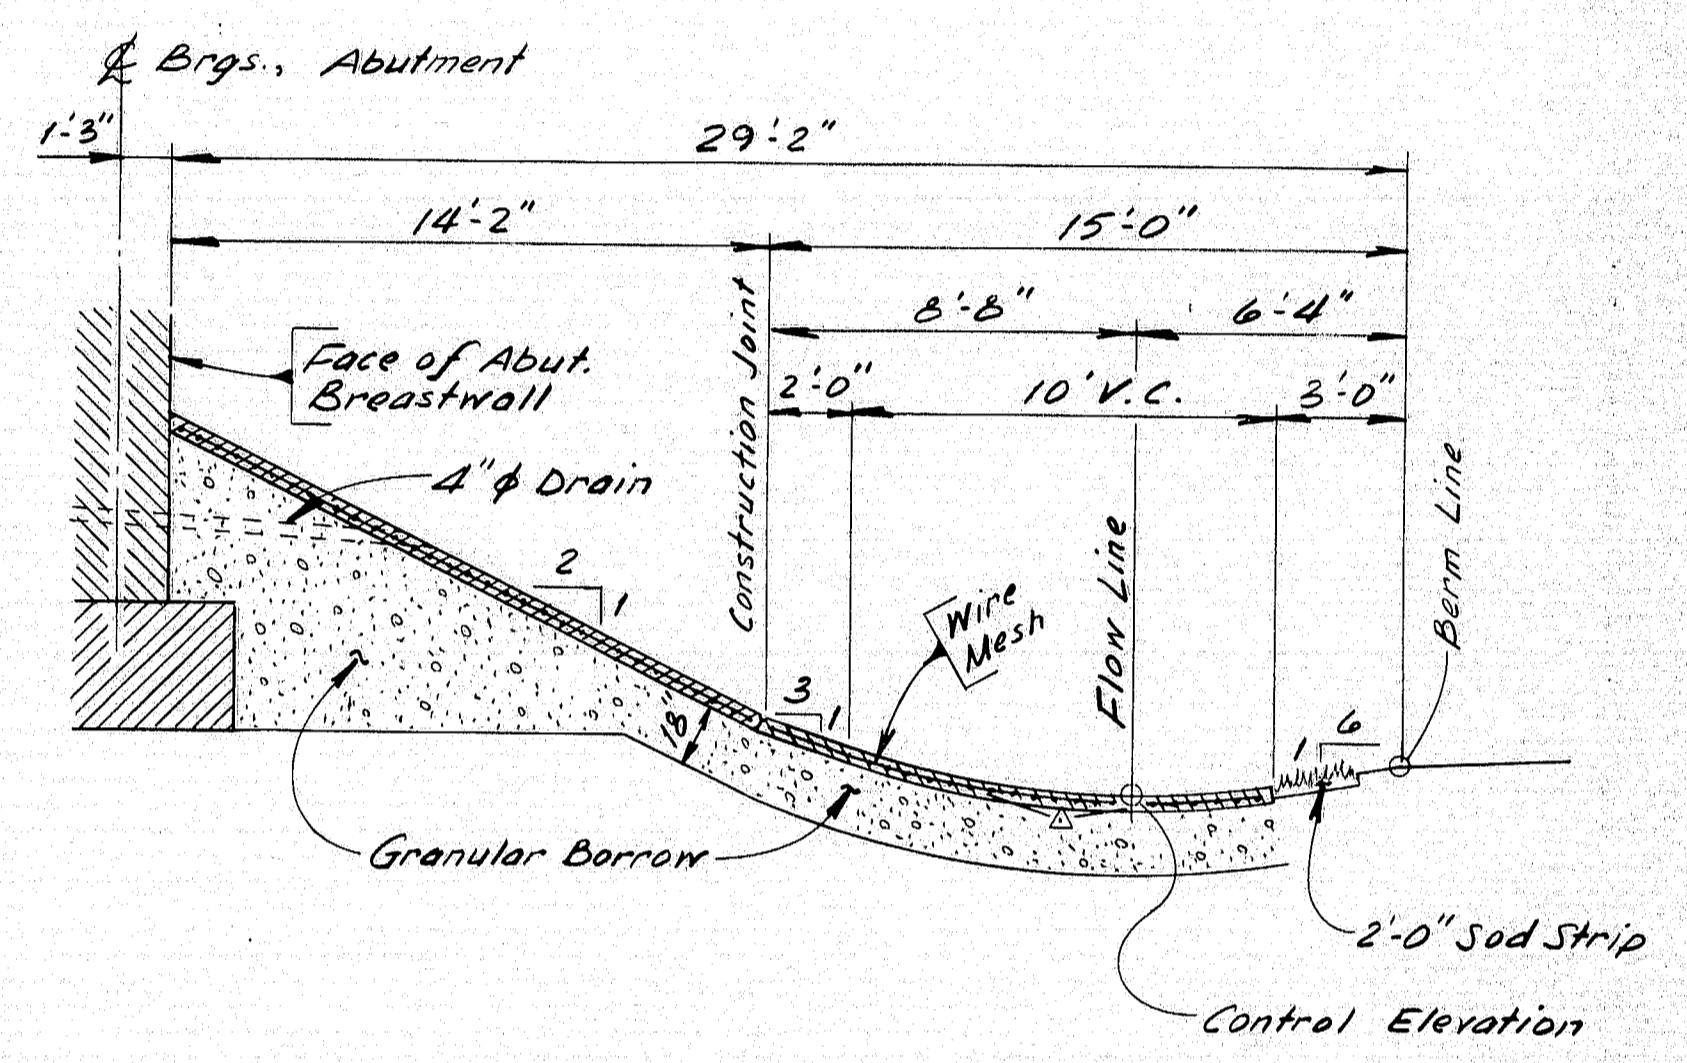 ℄ Brgs., Abutment
1'-3"
29'-2"
14'-2"
15'-0"
8'-8"
6'-4"
2'-0"
10' V.C.
3'-0"
Face of Abut.
Breastwall
4" φ Drain
Construction Joint
Flow Line
Berm Line
2
1
Wire
Mesh
3
1
18
1
6
Granular Borrow
2'-0" Sod Strip
Control Elevation